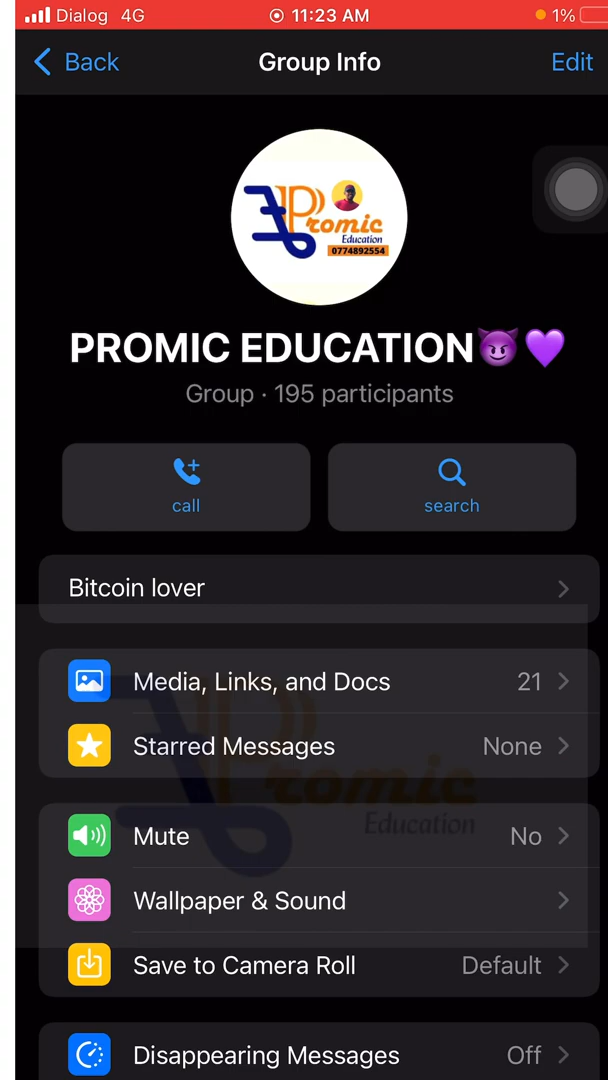 Dialog 4G 11:23 AM 1%
Back Group Info Edit
Promic
Education
0774892554
PROMIC EDUCATION😈💜
Group · 195 participants
call search
Bitcoin lover
Media, Links, and Docs 21
Starred Messages None
Promic
Education
Mute No
Wallpaper & Sound
Save to Camera Roll Default
Disappearing Messages Off